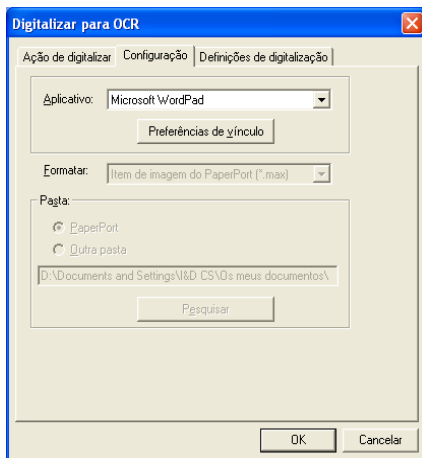 Digitalizar para OCR
Ação de digitalizar Configuração Definições de digitalização
Aplicativo: Microsoft WordPad
Preferências de vínculo
Formatar: Item de imagem do PaperPort (*.max)
Pasta:
PaperPort
Outra pasta
D:\Documents and Settings\I&D CS\Os meus documentos\
Pesquisar
OK Cancelar